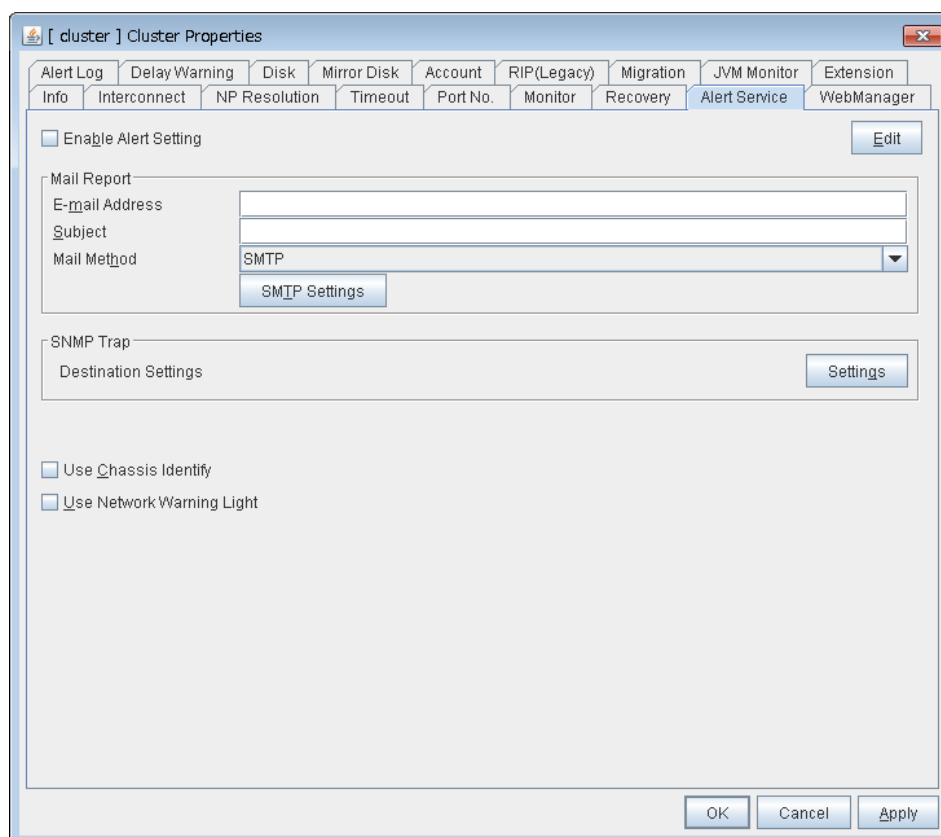 [ cluster ] Cluster Properties
Alert Log Delay Warning Disk Mirror Disk Account RIP(Legacy) Migration JVM Monitor Extension
Info Interconnect NP Resolution Timeout Port No. Monitor Recovery Alert Service WebManager
Enable Alert Setting Edit
Mail Report
E-mail Address
Subject
Mail Method SMTP
SMTP Settings
SNMP Trap
Destination Settings Settings
Use Chassis Identify
Use Network Warning Light
OK Cancel Apply